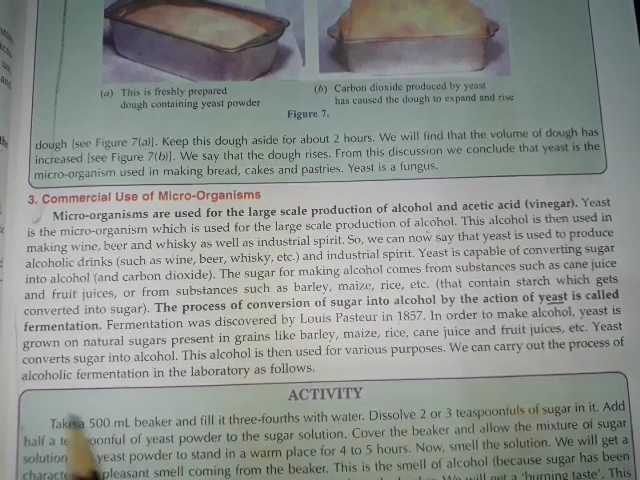 (a) This is freshly prepared
dough containing yeast powder
(b) Carbon dioxide produced by yeast
has caused the dough to expand and rise
Figure 7.
dough [see Figure 7(a)]. Keep this dough aside for about 2 hours. We will find that the volume of dough has
increased [see Figure 7(b)]. We say that the dough rises. From this discussion we conclude that yeast is the
micro-organism used in making bread, cakes and pastries. Yeast is a fungus.
3. Commercial Use of Micro-Organisms
Micro-organisms are used for the large scale production of alcohol and acetic acid (vinegar). Yeast
is the micro-organism which is used for the large scale production of alcohol. This alcohol is then used in
making wine, beer and whisky as well as industrial spirit. So, we can now say that yeast is used to produce
alcoholic drinks (such as wine, beer, whisky, etc.) and industrial spirit. Yeast is capable of converting sugar
into alcohol (and carbon dioxide). The sugar for making alcohol comes from substances such as cane juice
and fruit juices, or from substances such as barley, maize, rice, etc. (that contain starch which gets
converted into sugar). The process of conversion of sugar into alcohol by the action of yeast is called
fermentation. Fermentation was discovered by Louis Pasteur in 1857. In order to make alcohol, yeast is
grown on natural sugars present in grains like barley, maize, rice, cane juice and fruit juices, etc. Yeast
converts sugar into alcohol. This alcohol is then used for various purposes. We can carry out the process of
alcoholic fermentation in the laboratory as follows.
ACTIVITY
Take a 500 mL beaker and fill it three-fourths with water. Dissolve 2 or 3 teaspoonfuls of sugar in it. Add
half a te poonful of yeast powder to the sugar solution. Cover the beaker and allow the mixture of sugar
solution yeast powder to stand in a warm place for 4 to 5 hours. Now, smell the solution. We will get a
characte pleasant smell coming from the beaker. This is the smell of alcohol (because sugar has been
We will get a 'burning taste'. This